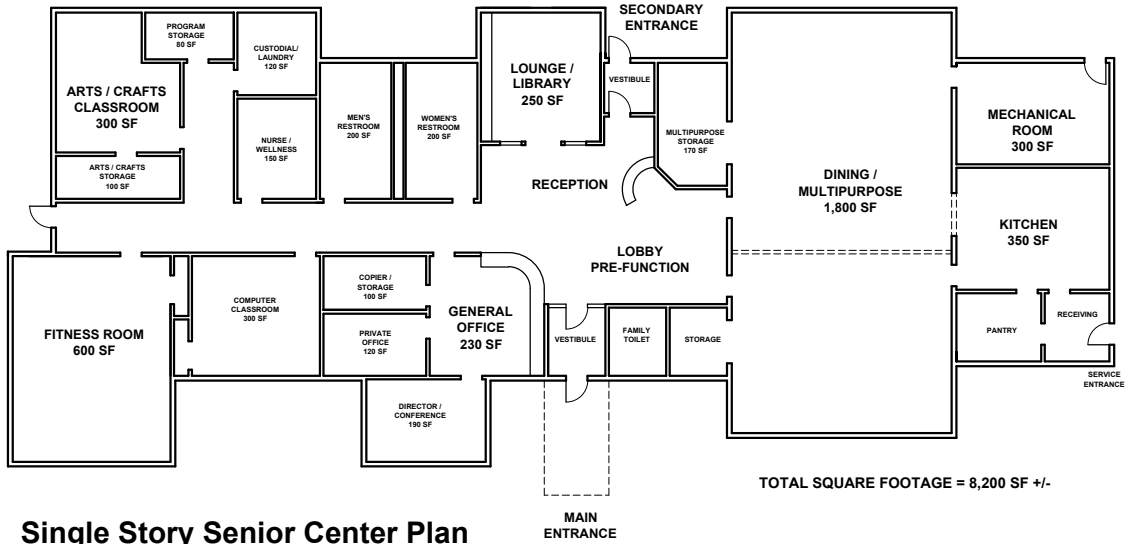 SECONDARY
ENTRANCE
PROGRAM
STORAGE
80 SF
CUSTODIAL/
LAUNDRY
120 SF
ARTS / CRAFTS
CLASSROOM
300 SF
LOUNGE /
LIBRARY
250 SF
VESTIBULE
MECHANICAL
ROOM
300 SF
MEN'S
RESTROOM
200 SF
WOMEN'S
RESTROOM
200 SF
NURSE /
WELLNESS
150 SF
MULTIPURPOSE
STORAGE
170 SF
ARTS / CRAFTS
STORAGE
100 SF
RECEPTION
DINING /
MULTIPURPOSE
1,800 SF
KITCHEN
350 SF
LOBBY
PRE-FUNCTION
COPIER /
STORAGE
100 SF
COMPUTER
CLASSROOM
300 SF
GENERAL
OFFICE
230 SF
FITNESS ROOM
600 SF
PRIVATE
OFFICE
120 SF
VESTIBULE
FAMILY
TOILET
STORAGE
PANTRY
RECEIVING
SERVICE
ENTRANCE
DIRECTOR /
CONFERENCE
190 SF
TOTAL SQUARE FOOTAGE = 8,200 SF +/-
MAIN
ENTRANCE
Single Story Senior Center Plan